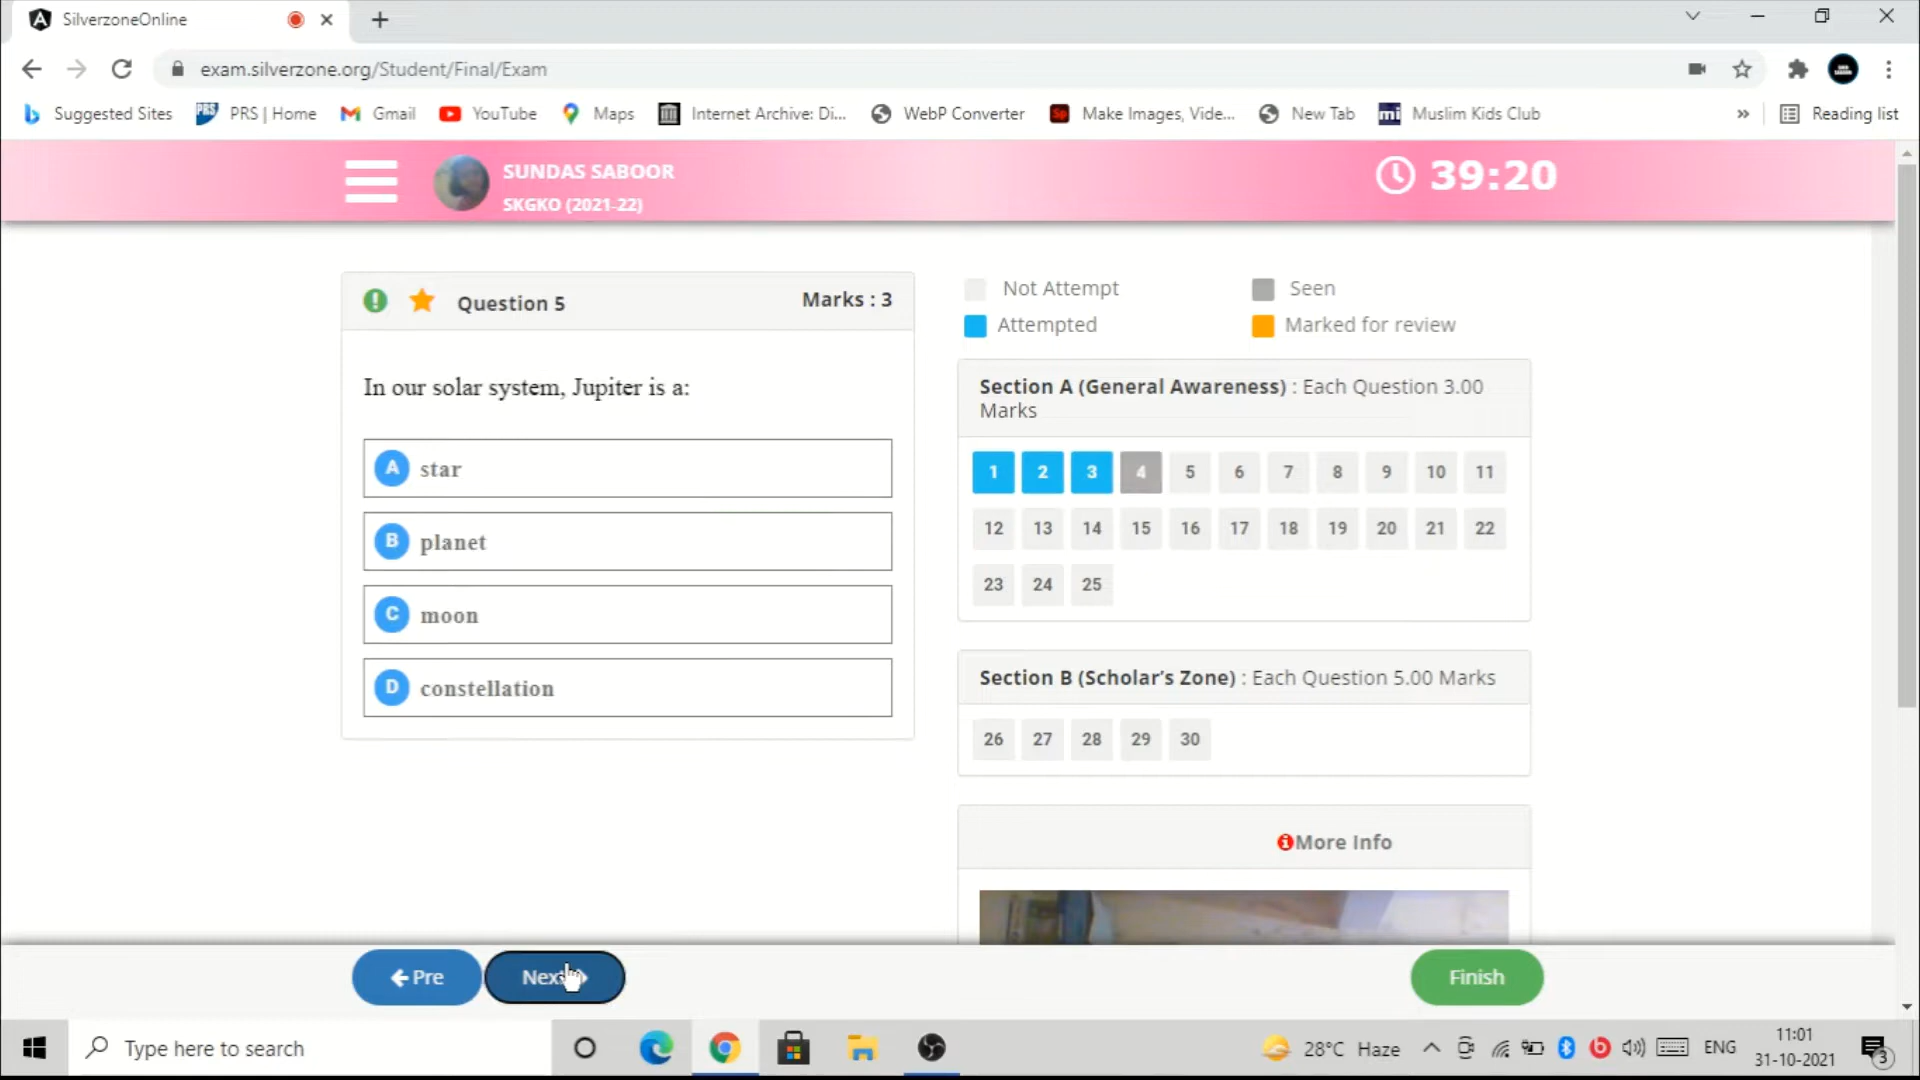 SilverzoneOnline
exam.silverzone.org/Student/Final/Exam
Suggested Sites
PRS | Home
Gmail
YouTube
Maps
Internet Archive: Di...
WebP Converter
Sp
Make Images, Vide...
New Tab
mi
Muslim Kids Club
»
Reading list
SUNDAS SABOOR
SKGKO (2021-22)
39:20
Question 5
Marks : 3
In our solar system, Jupiter is a:
A star
B planet
C moon
D constellation
Not Attempt
Seen
Attempted
Marked for review
Section A (General Awareness) : Each Question 3.00
Marks
1 2 3 4 5 6 7 8 9 10 11
12 13 14 15 16 17 18 19 20 21 22
23 24 25
Section B (Scholar's Zone) : Each Question 5.00 Marks
26 27 28 29 30
More Info
Pre
Next
Finish
Type here to search
28°C Haze
ENG
11:01
31-10-2021
3